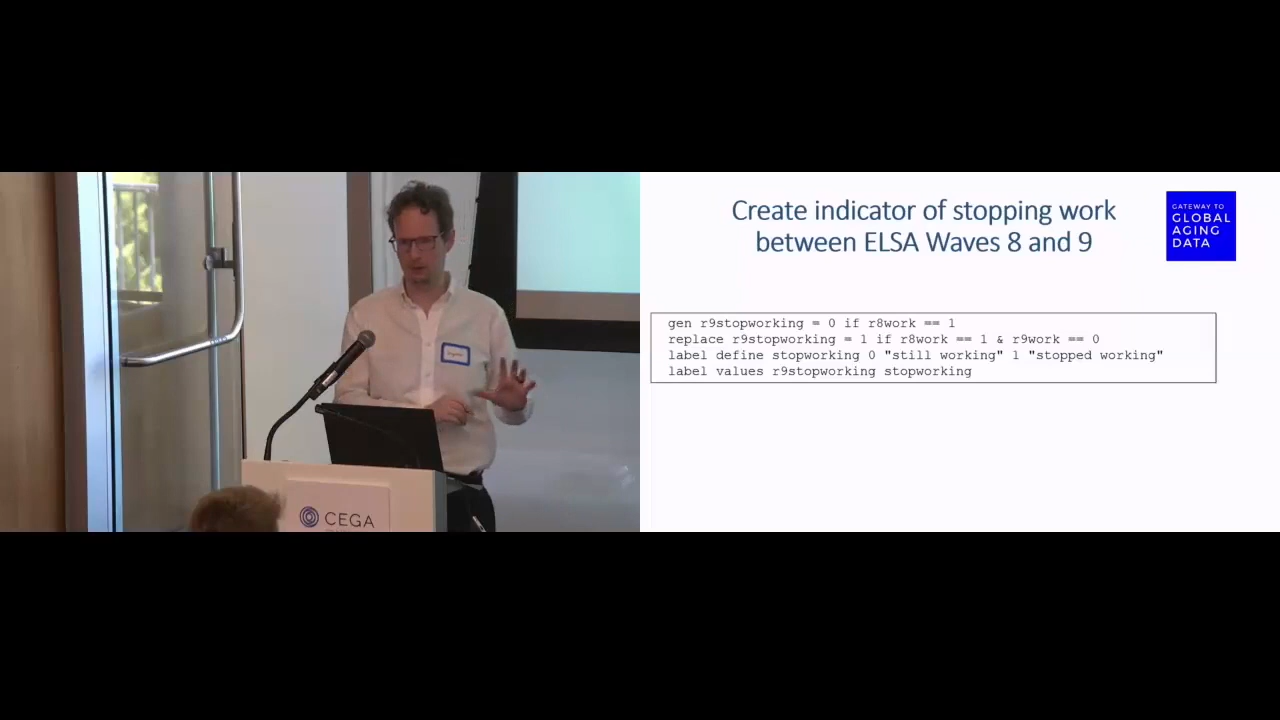 Create indicator of stopping work
between ELSA Waves 8 and 9
GATEWAY TO
GLOBAL
AGING
DATA
gen r9stopworking = 0 if r8work == 1
replace r9stopworking = 1 if r8work == 1 & r9work == 0
label define stopworking 0 "still working" 1 "stopped working"
label values r9stopworking stopworking
CEGA